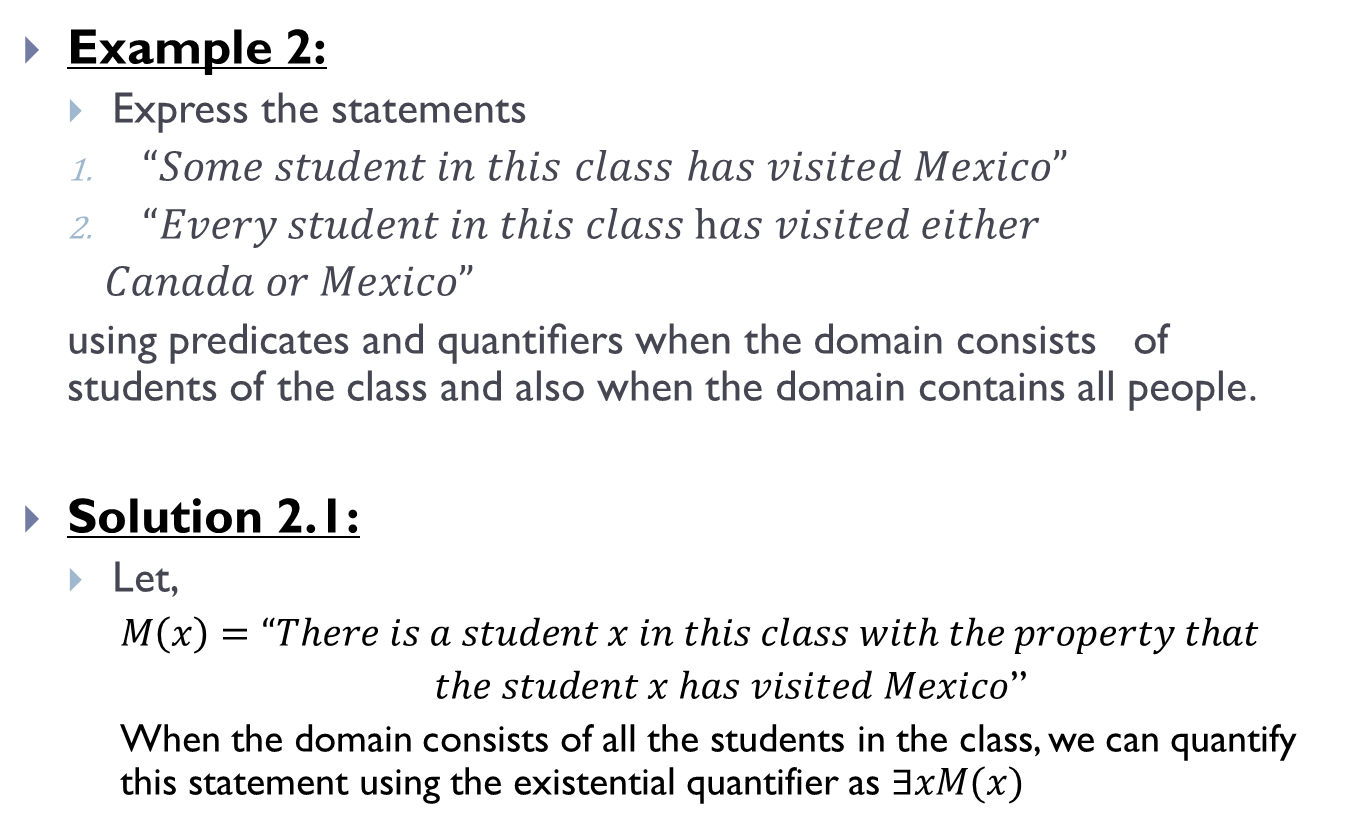 Example 2:
Express the statements
1. “Some student in this class has visited Mexico”
2. “Every student in this class has visited either
Canada or Mexico”
using predicates and quantifiers when the domain consists of
students of the class and also when the domain contains all people.
Solution 2.1:
Let,
M(x) = “There is a student x in this class with the property that
the student x has visited Mexico”
When the domain consists of all the students in the class, we can quantify
this statement using the existential quantifier as ∃xM(x)